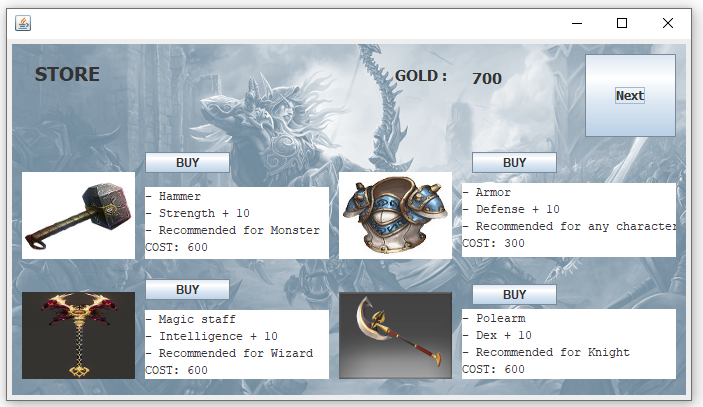 STORE
GOLD :
700
Next
BUY
- Hammer
- Strength + 10
- Recommended for Monster
COST: 600
BUY
- Armor
- Defense + 10
- Recommended for any character
COST: 300
BUY
- Magic staff
- Intelligence + 10
- Recommended for Wizard
COST: 600
BUY
- Polearm
- Dex + 10
- Recommended for Knight
COST: 600